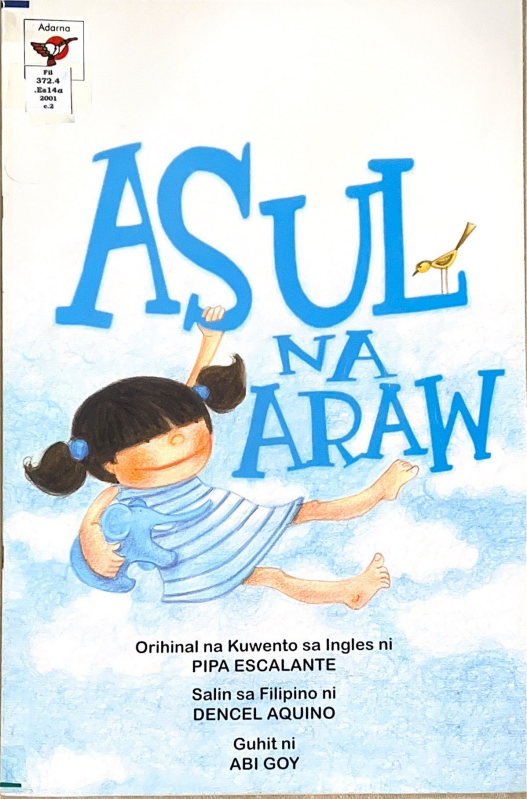 Adarna
Fil
372.4
.Es14a
2001
c.2
ASUL
NA
ARAW
Orihinal na Kuwento sa Ingles ni
PIPA ESCALANTE
Salin sa Filipino ni
DENCEL AQUINO
Guhit ni
ABI GOY